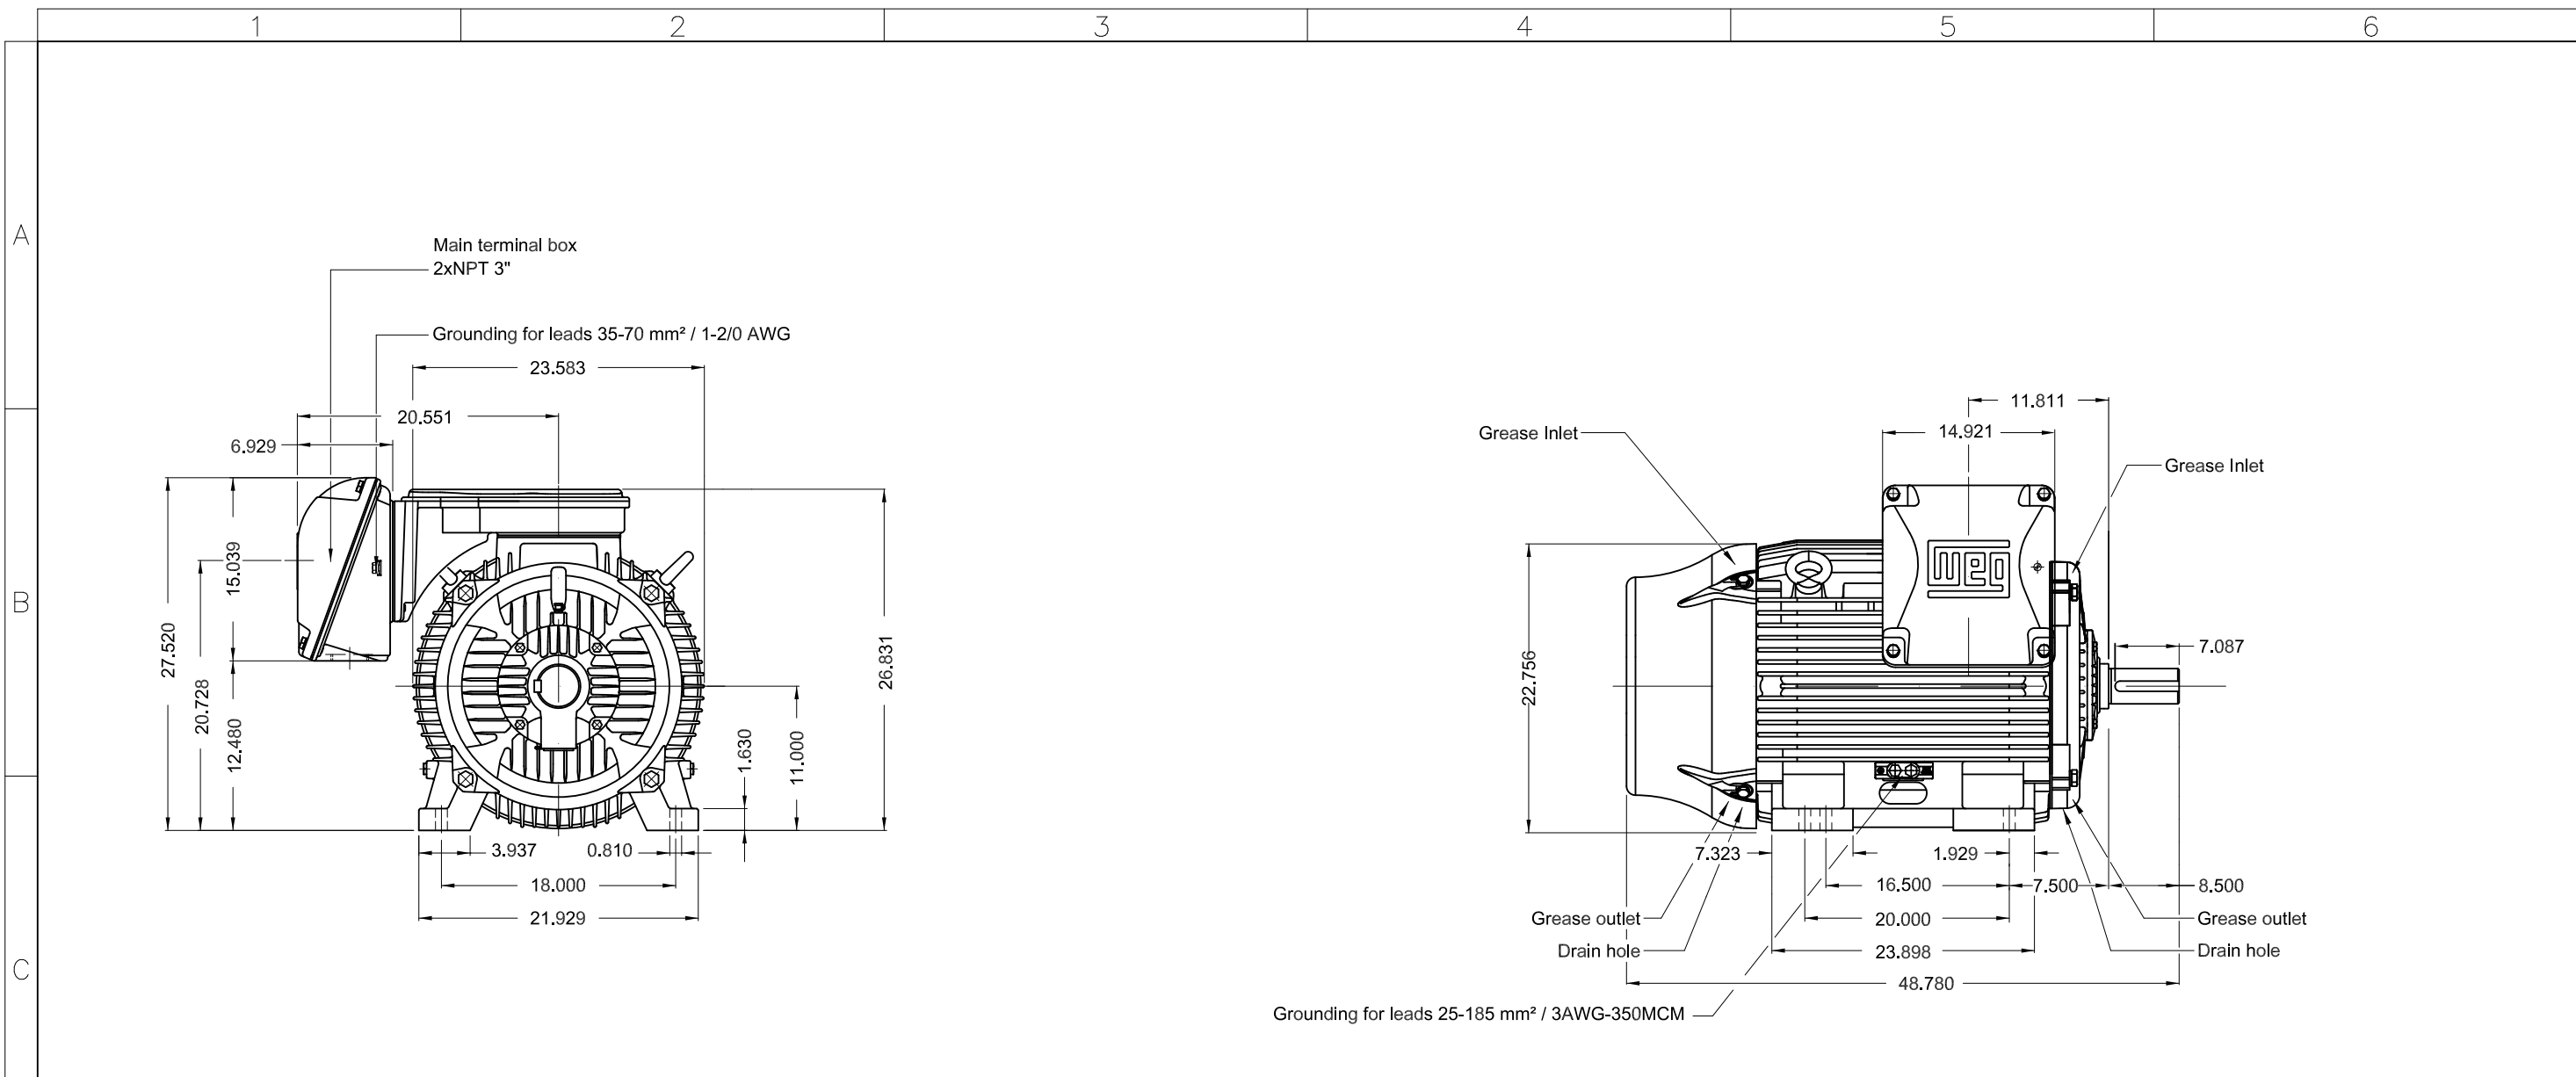 1 2 3 4 5 6
A
Main terminal box
2xNPT 3"
Grounding for leads 35-70 mm² / 1-2/0 AWG
23.583
20.551
6.929
11.811
14.921
Grease Inlet
Grease Inlet
B
27.520
15.039
20.728
12.480
26.831
1.630
11.000
22.756
weg
7.087
3.937
0.810
18.000
21.929
7.323
1.929
16.500
7.500
8.500
20.000
Grease outlet
Grease outlet
Drain hole
Drain hole
23.898
C
48.780
Grounding for leads 25-185 mm² / 3AWG-350MCM